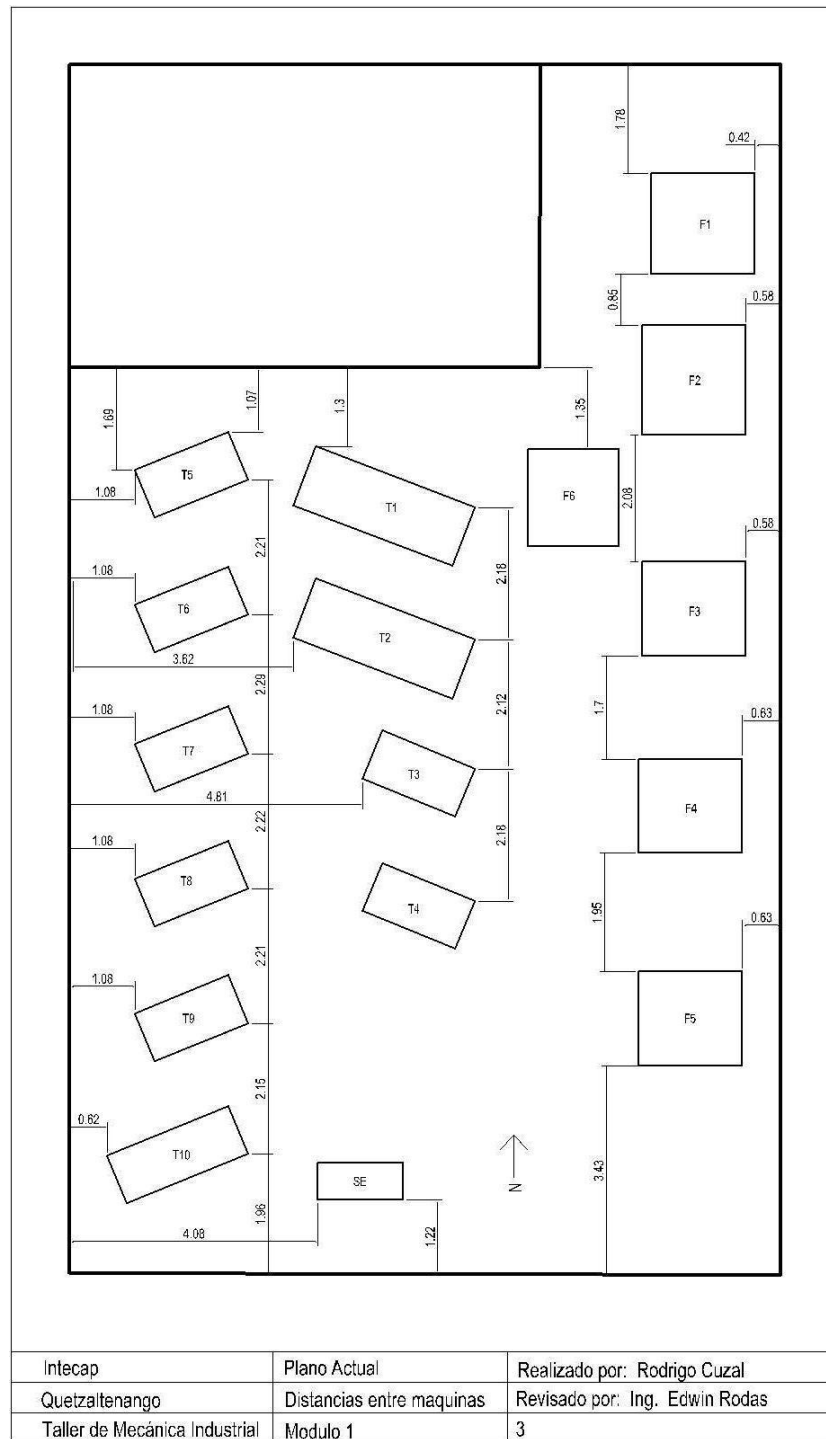 1.78
0.42
F1
0.85
0.58
F2
1.69
1.07
1.3
1.35
T5
1.08
T1
F6
2.08
2.21
2.18
0.58
1.08
T6
T2
F3
3.62
2.29
2.12
1.7
0.63
1.08
T7
T3
4.81
2.22
2.18
F4
1.08
T8
T4
1.95
0.63
2.21
1.08
T9
F5
2.15
0.62
T10
SE
N
3.43
1.96
4.08
1.22
Intecap Plano Actual Realizado por: Rodrigo Cuzal
Quetzaltenango Distancias entre maquinas Revisado por: Ing. Edwin Rodas
Taller de Mecánica Industrial Modulo 1 3